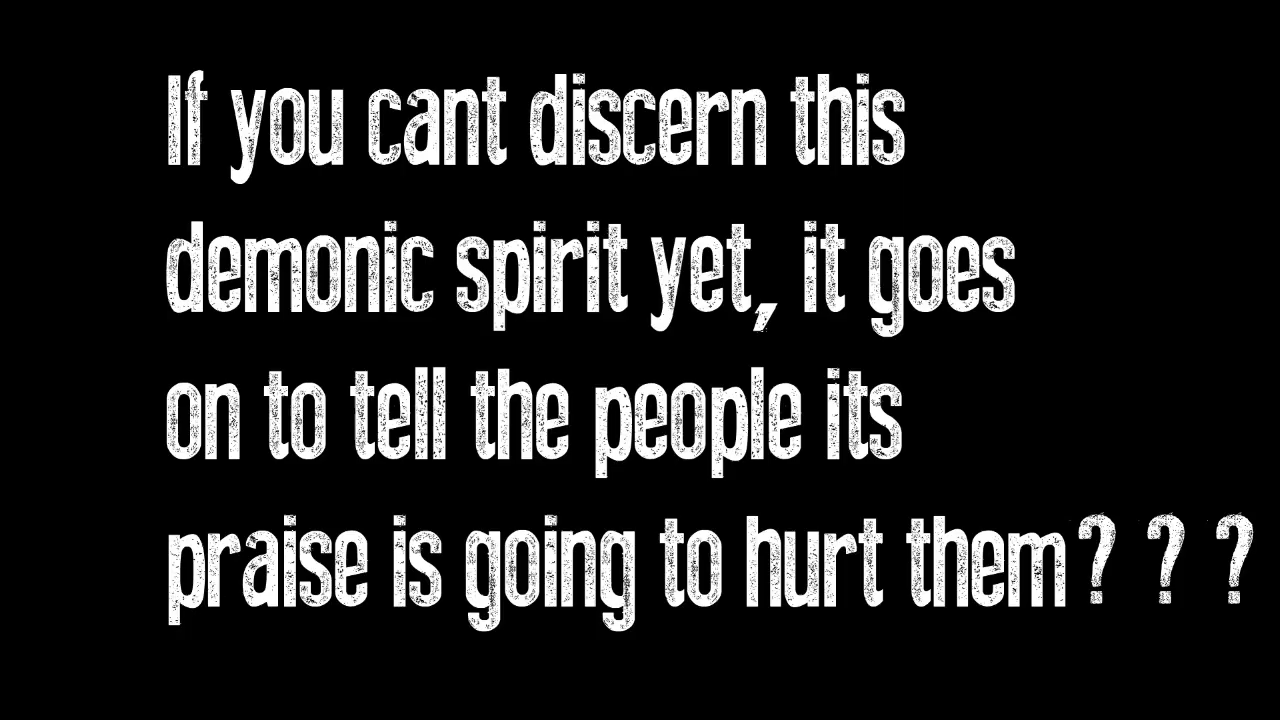 If you cant discern this
demonic spirit yet, it goes
on to tell the people its
praise is going to hurt them? ? ?